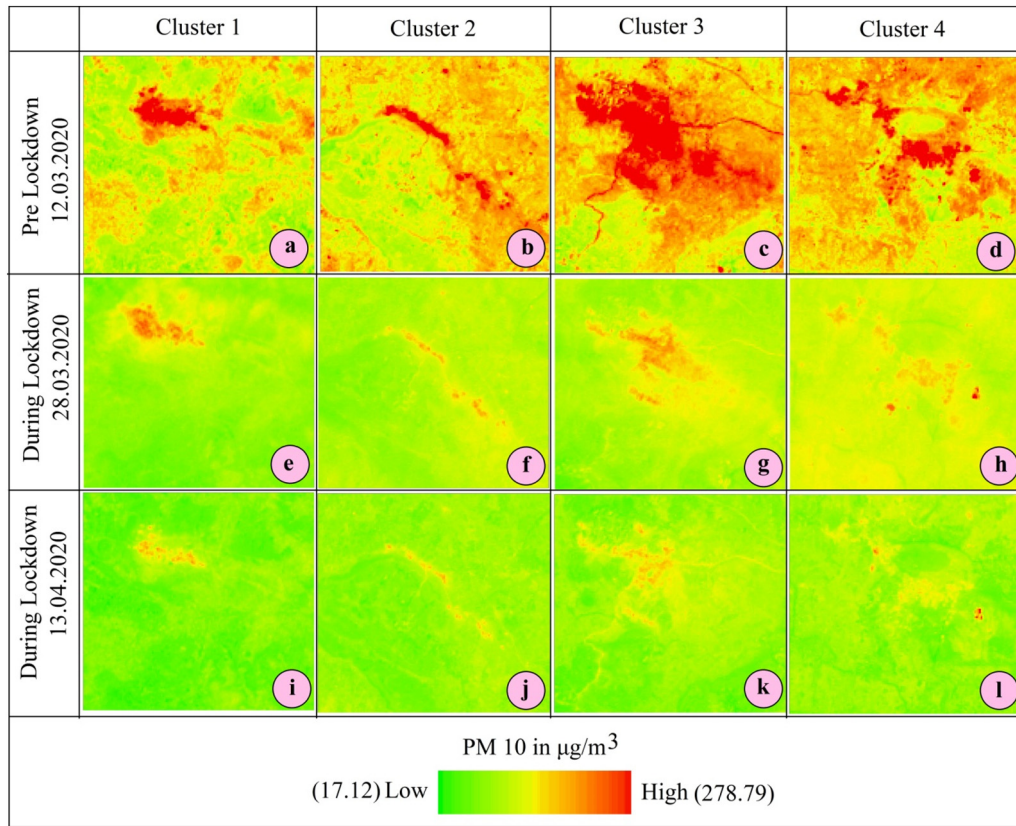 Cluster 1
Cluster 2
Cluster 3
Cluster 4
Pre Lockdown
12.03.2020
a
b
c
d
During Lockdown
28.03.2020
e
f
g
h
During Lockdown
13.04.2020
i
j
k
l
PM 10 in µg/m³
(17.12) Low
High (278.79)